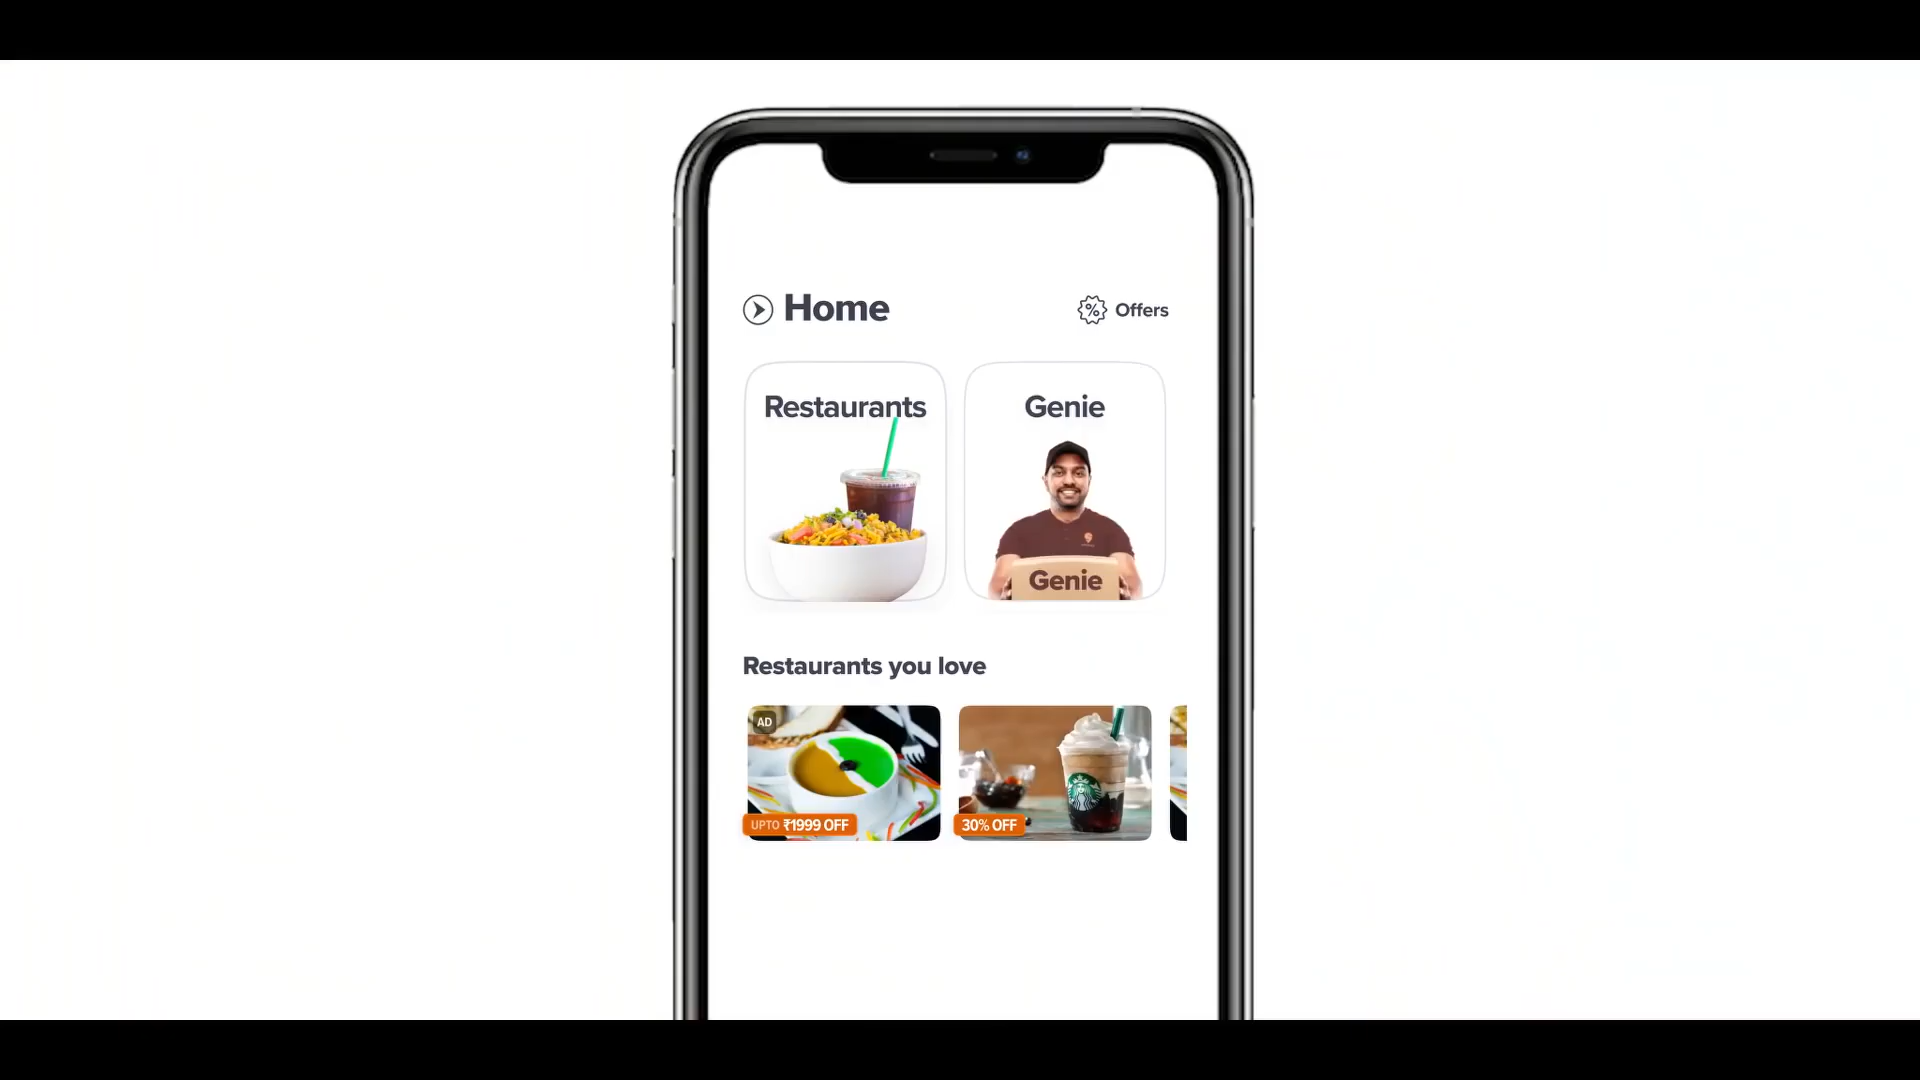 Home
Offers
Restaurants
Genie
Genie
Restaurants you love
AD
UPTO ₹1999 OFF
30% OFF